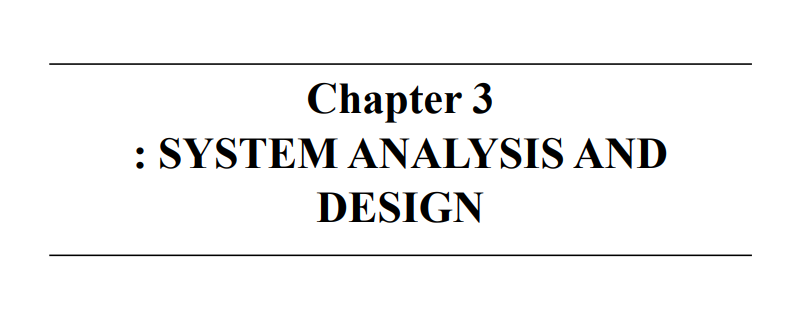 Chapter 3
: SYSTEM ANALYSIS AND
DESIGN